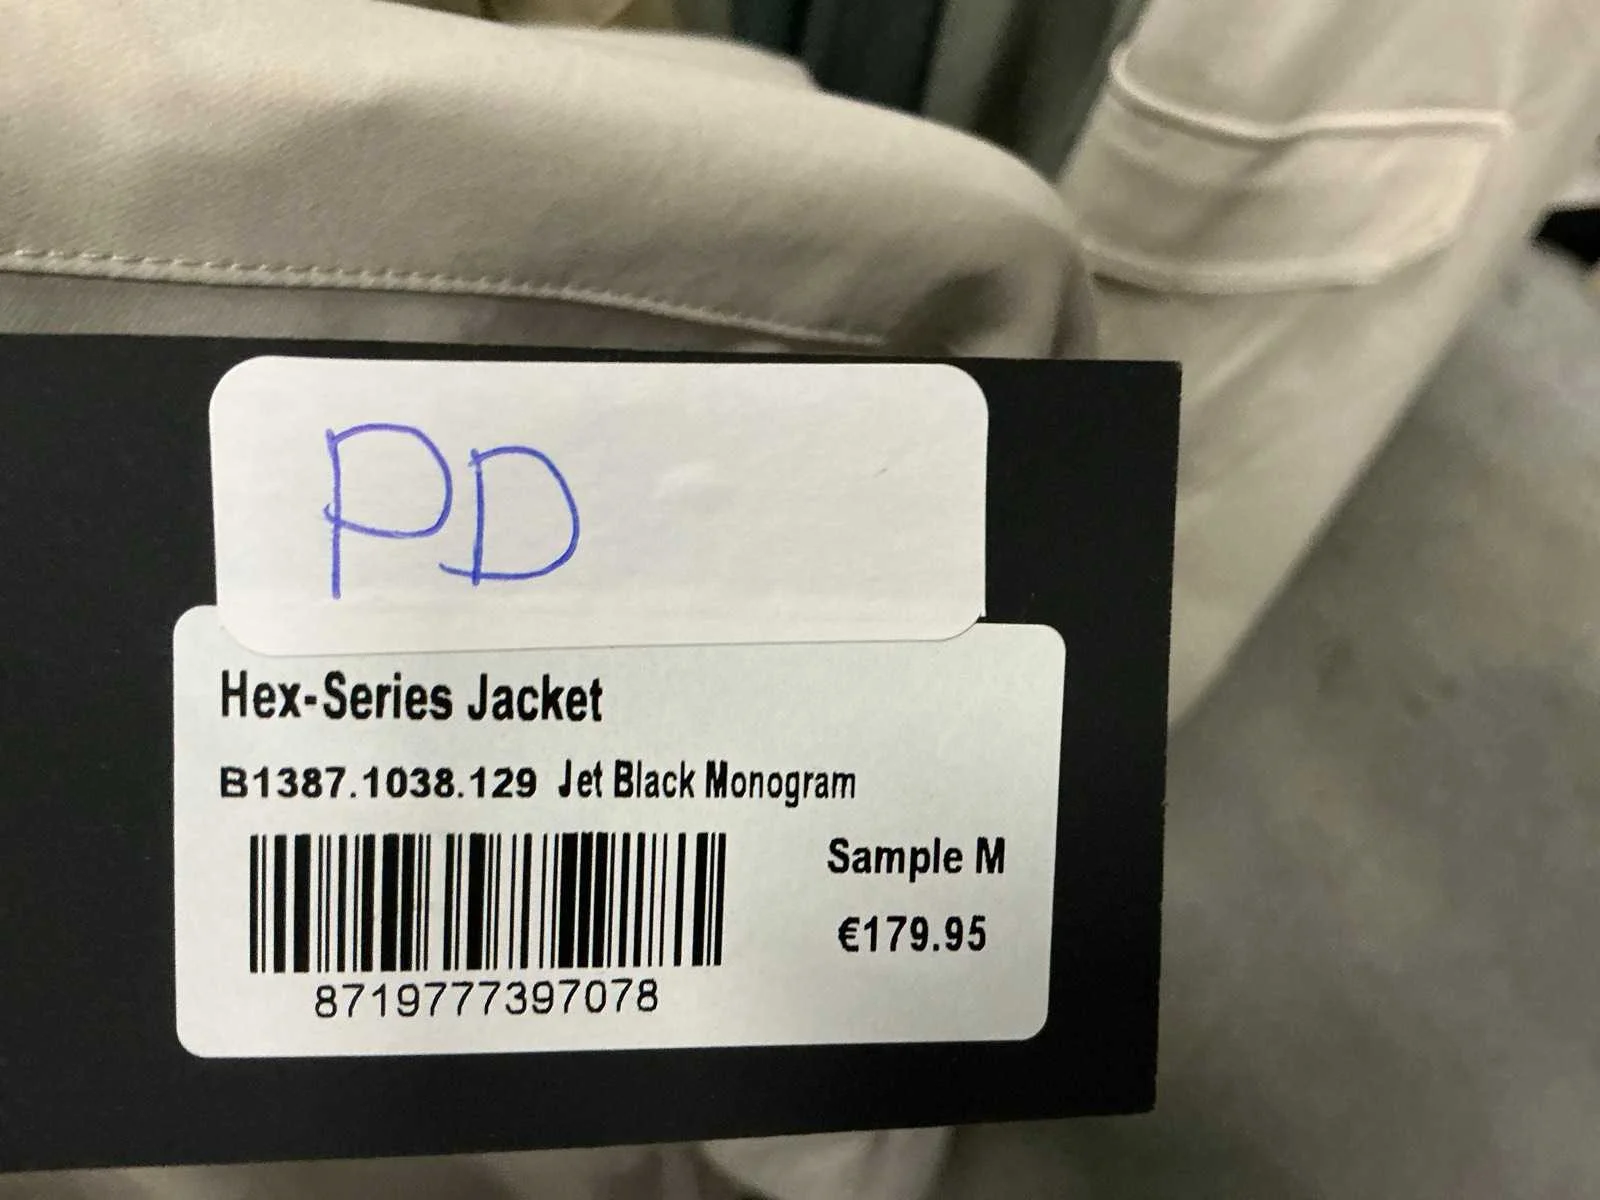 PD
Hex-Series Jacket
B1387.1038.129 Jet Black Monogram
Sample M
€179.95
8719777397078